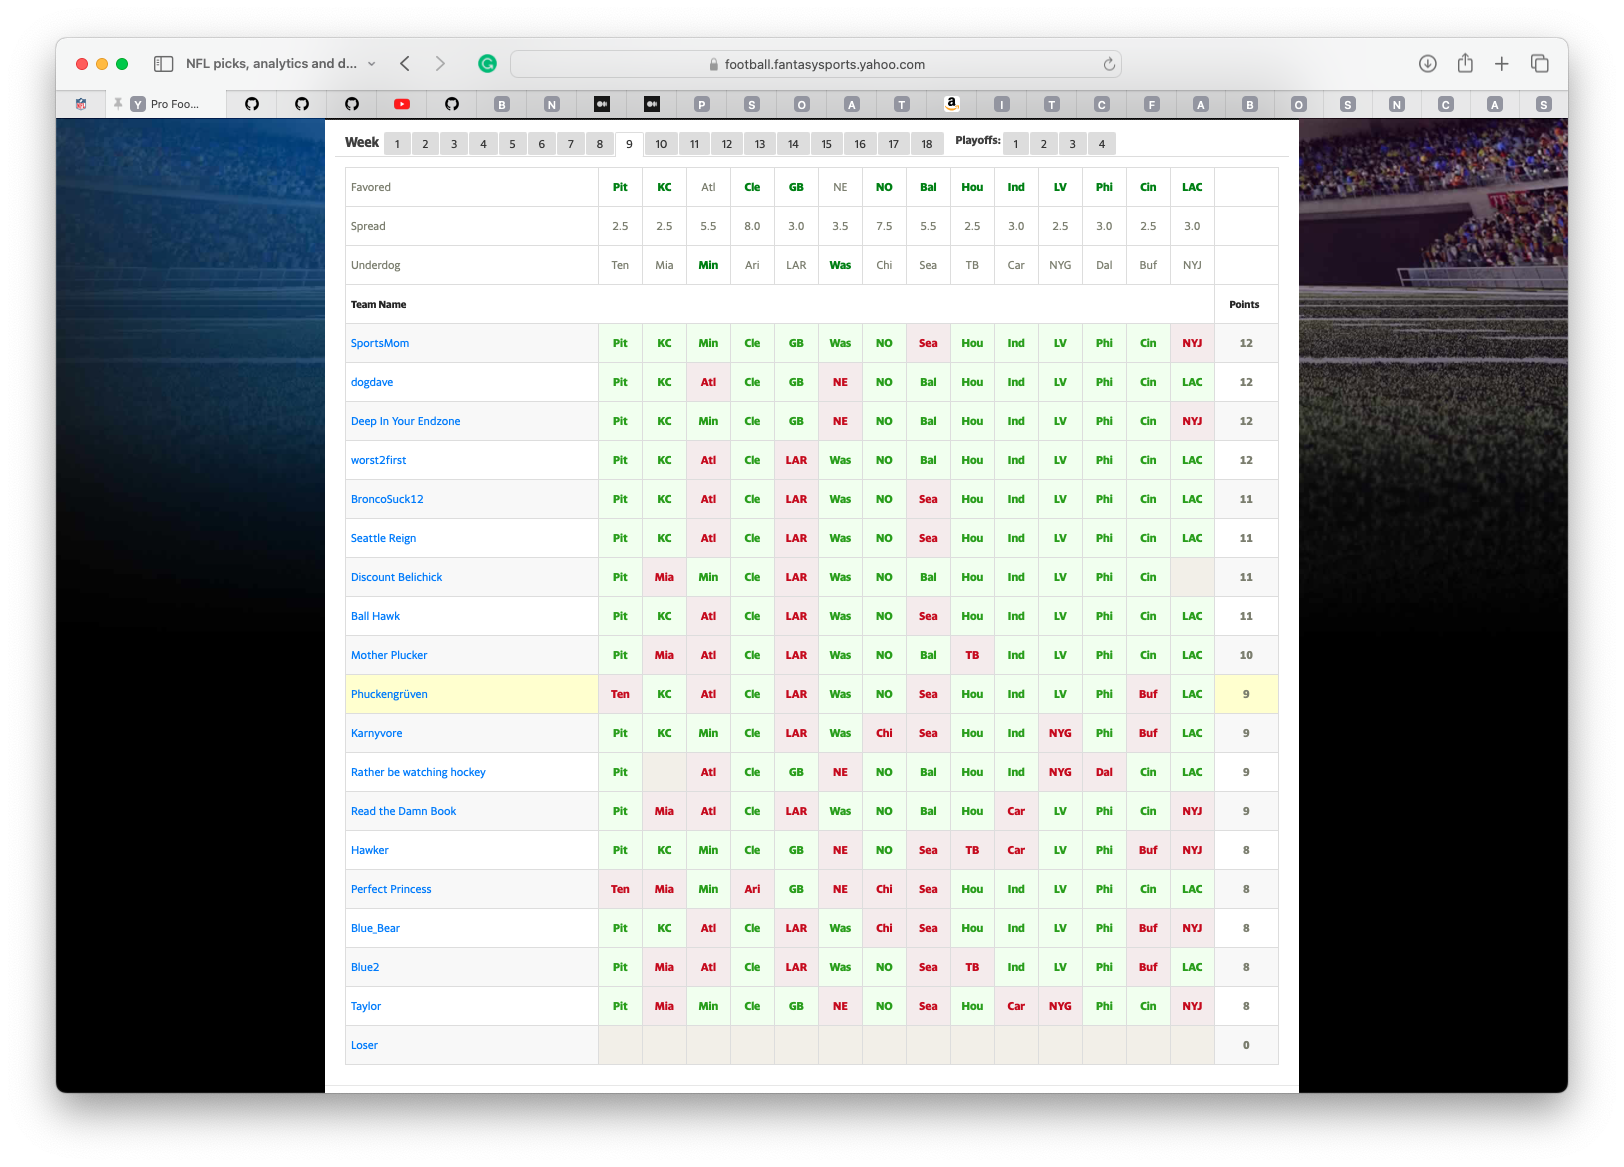 NFL picks, analytics and d...
football.fantasysports.yahoo.com
Y Pro Foo... B N P S O A T a I T C F A B O S N C A S
Week 1 2 3 4 5 6 7 8 9 10 11 12 13 14 15 16 17 18 Playoffs: 1 2 3 4
Favored Pit KC Atl Cle GB NE NO Bal Hou Ind LV Phi Cin LAC
Spread 2.5 2.5 5.5 8.0 3.0 3.5 7.5 5.5 2.5 3.0 2.5 3.0 2.5 3.0
Underdog Ten Mia Min Ari LAR Was Chi Sea TB Car NYG Dal Buf NYJ
Team Name Points
SportsMom Pit KC Min Cle GB Was NO Sea Hou Ind LV Phi Cin NYJ 12
dogdave Pit KC Atl Cle GB NE NO Bal Hou Ind LV Phi Cin LAC 12
Deep In Your Endzone Pit KC Min Cle GB NE NO Bal Hou Ind LV Phi Cin NYJ 12
worst2first Pit KC Atl Cle LAR Was NO Bal Hou Ind LV Phi Cin LAC 12
BroncoSuck12 Pit KC Atl Cle LAR Was NO Sea Hou Ind LV Phi Cin LAC 11
Seattle Reign Pit KC Atl Cle LAR Was NO Sea Hou Ind LV Phi Cin LAC 11
Discount Belichick Pit Mia Min Cle LAR Was NO Bal Hou Ind LV Phi Cin 11
Ball Hawk Pit KC Atl Cle LAR Was NO Sea Hou Ind LV Phi Cin LAC 11
Mother Plucker Pit Mia Atl Cle LAR Was NO Bal TB Ind LV Phi Cin LAC 10
Phuckengrüven Ten KC Atl Cle LAR Was NO Sea Hou Ind LV Phi Buf LAC 9
Karnyvore Pit KC Min Cle LAR Was Chi Sea Hou Ind NYG Phi Buf LAC 9
Rather be watching hockey Pit Atl Cle GB NE NO Bal Hou Ind NYG Dal Cin LAC 9
Read the Damn Book Pit Mia Atl Cle LAR Was NO Bal Hou Car LV Phi Cin NYJ 9
Hawker Pit KC Min Cle GB NE NO Sea TB Car LV Phi Buf NYJ 8
Perfect Princess Ten Mia Min Ari GB NE Chi Sea Hou Ind LV Phi Cin LAC 8
Blue_Bear Pit KC Atl Cle LAR Was Chi Sea Hou Ind LV Phi Buf NYJ 8
Blue2 Pit Mia Atl Cle LAR Was NO Sea TB Ind LV Phi Buf LAC 8
Taylor Pit Mia Min Cle GB NE NO Sea Hou Car NYG Phi Cin NYJ 8
Loser 0